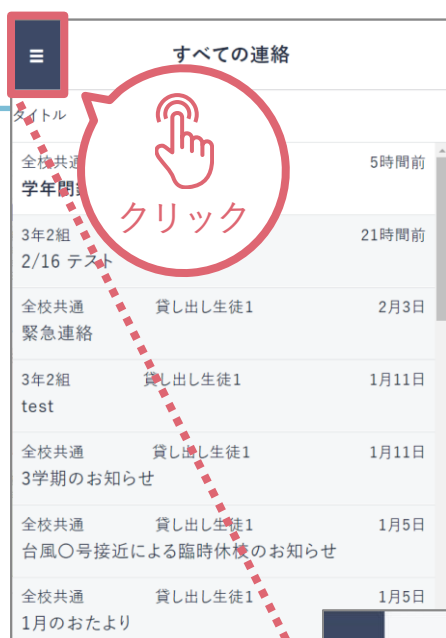 すべての連絡
タイトル
クリック
全校共通 5時間前
学年閉
3年2組 21時間前
2/16 テスト
全校共通 貸し出し生徒1 2月3日
緊急連絡
3年2組 貸し出し生徒1 1月11日
test
全校共通 貸し出し生徒1 1月11日
3学期のお知らせ
全校共通 貸し出し生徒1 1月5日
台風〇号接近による臨時休校のお知らせ
全校共通 貸し出し生徒1 1月5日
1月のおたより